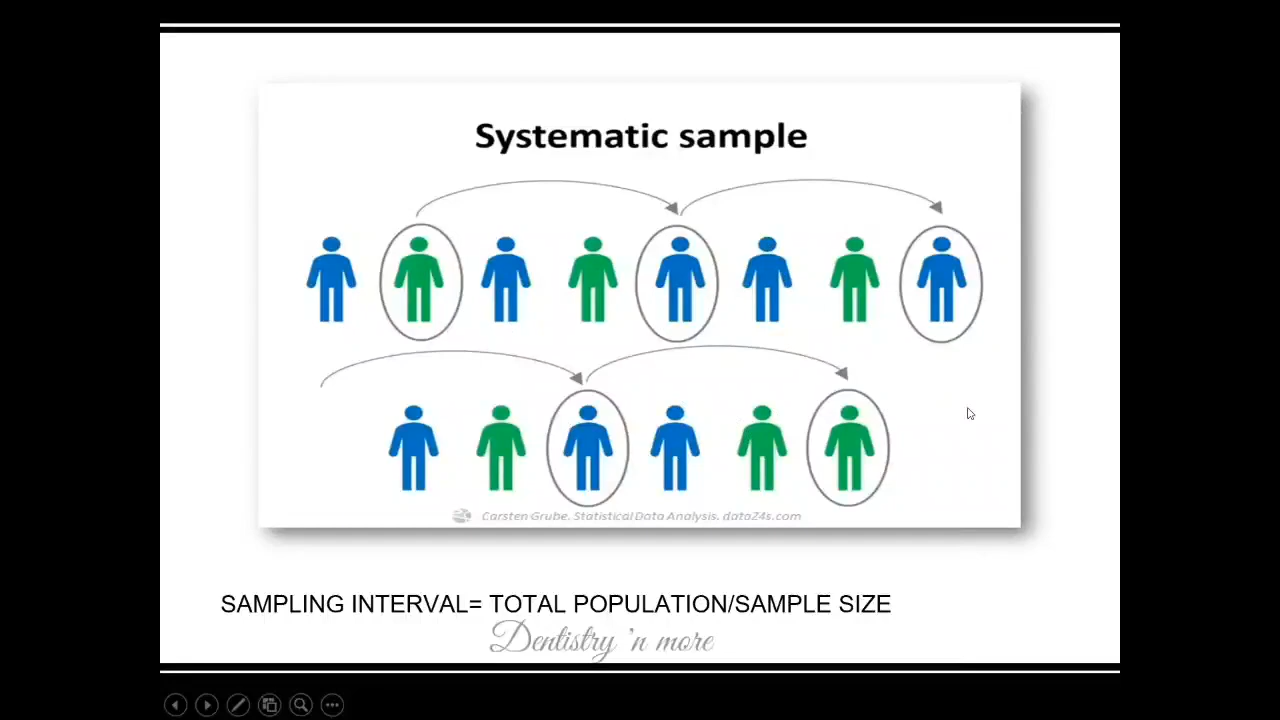 Systematic sample
Carsten Grube. Statistical Data Analysis. data24s.com
SAMPLING INTERVAL= TOTAL POPULATION/SAMPLE SIZE
Dentistry 'n more